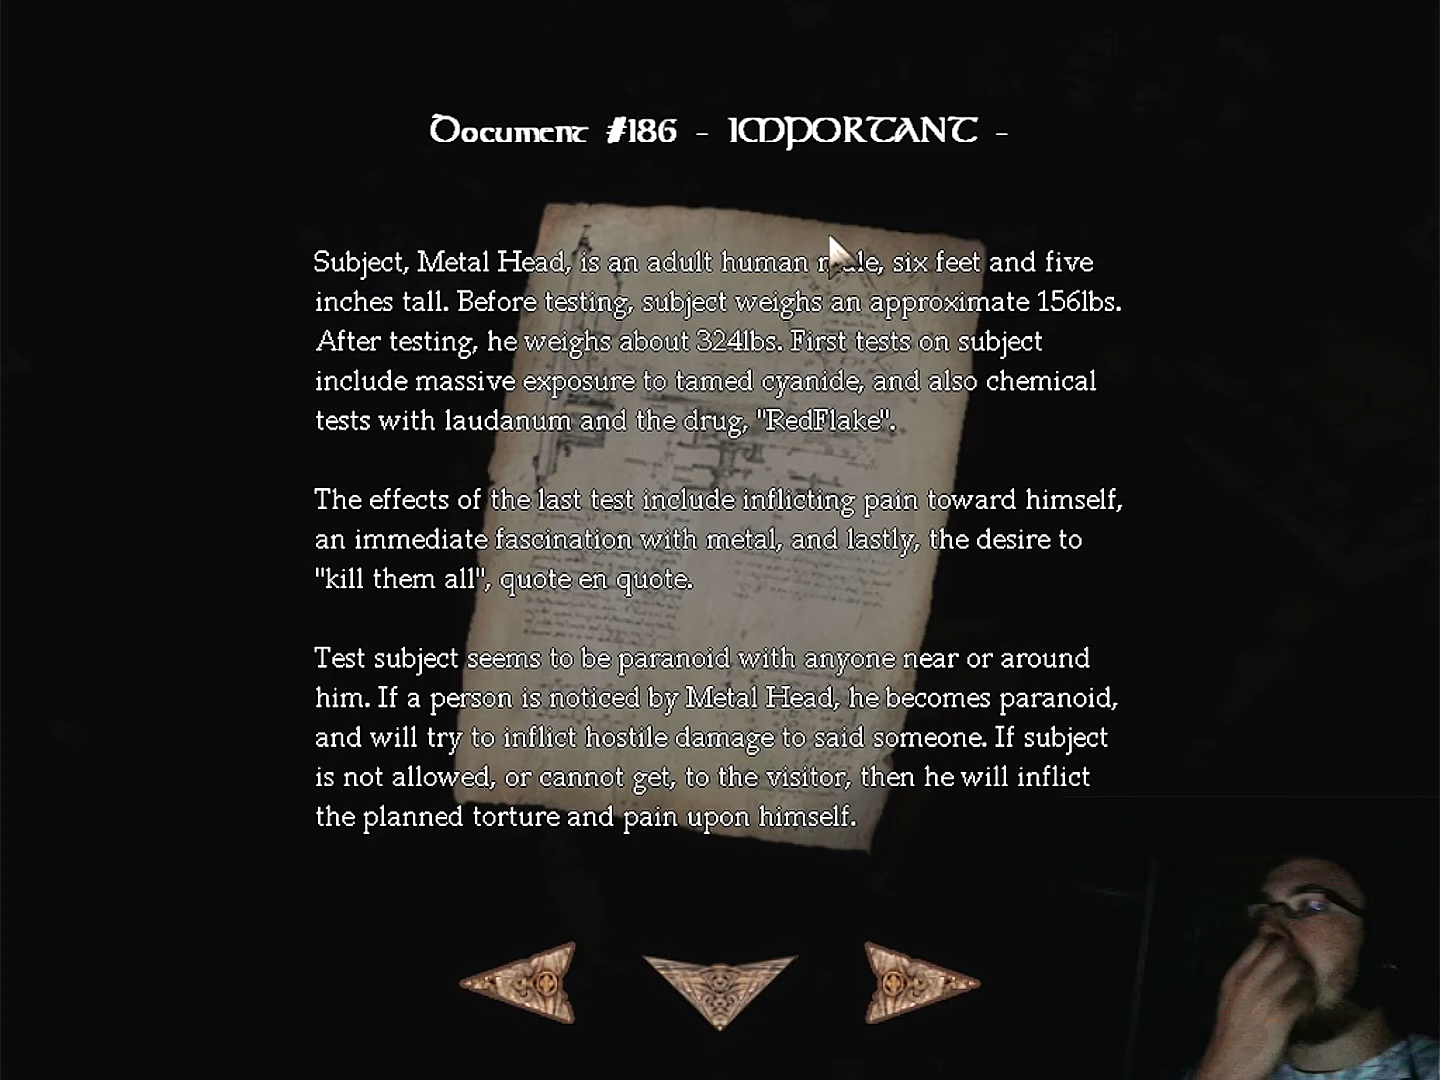 Document #186 - IMPORTANT -
Subject, Metal Head, is an adult human male, six feet and five
inches tall. Before testing, subject weighs an approximate 156lbs.
After testing, he weighs about 324lbs. First tests on subject
include massive exposure to tamed cyanide, and also chemical
tests with laudanum and the drug, "RedFlake".
The effects of the last test include inflicting pain toward himself,
an immediate fascination with metal, and lastly, the desire to
"kill them all", quote en quote.
Test subject seems to be paranoid with anyone near or around
him. If a person is noticed by Metal Head, he becomes paranoid,
and will try to inflict hostile damage to said someone. If subject
is not allowed, or cannot get, to the visitor, then he will inflict
the planned torture and pain upon himself.